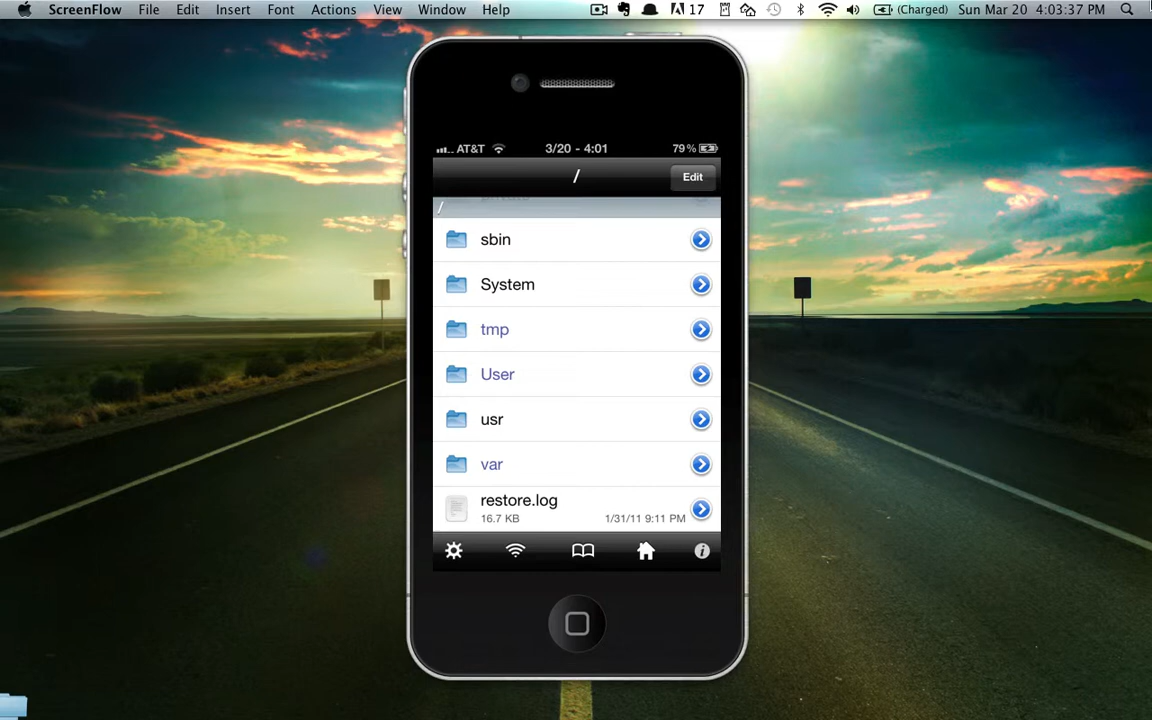 ScreenFlow File Edit Insert Font Actions View Window Help 17 (Charged) Sun Mar 20 4:03:37 PM
AT&T 3/20 - 4:01 79%
/ Edit
private
/
sbin
System
tmp
User
usr
var
restore.log
16.7 KB 1/31/11 9:11 PM